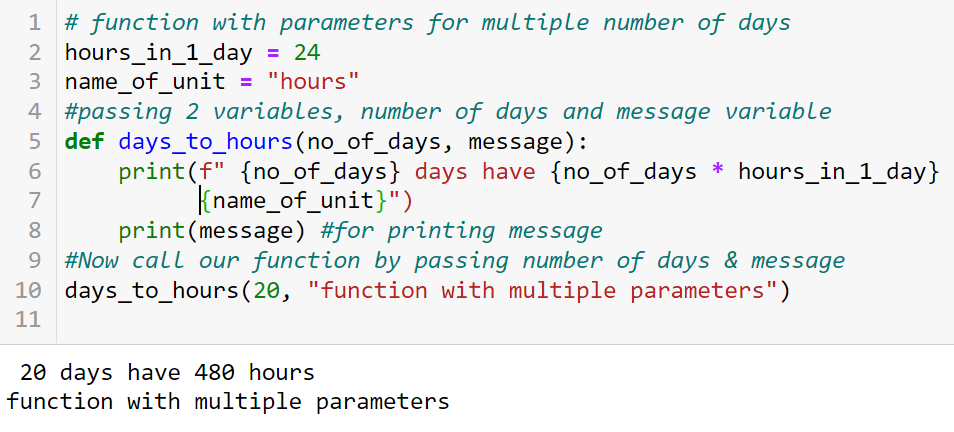 1 # function with parameters for multiple number of days
2 hours_in_1_day = 24
3 name_of_unit = "hours"
4 #passing 2 variables, number of days and message variable
5 def days_to_hours(no_of_days, message):
6     print(f" {no_of_days} days have {no_of_days * hours_in_1_day}
7           {name_of_unit}")
8     print(message) #for printing message
9 #Now call our function by passing number of days & message
10 days_to_hours(20, "function with multiple parameters")
11
 20 days have 480 hours
function with multiple parameters